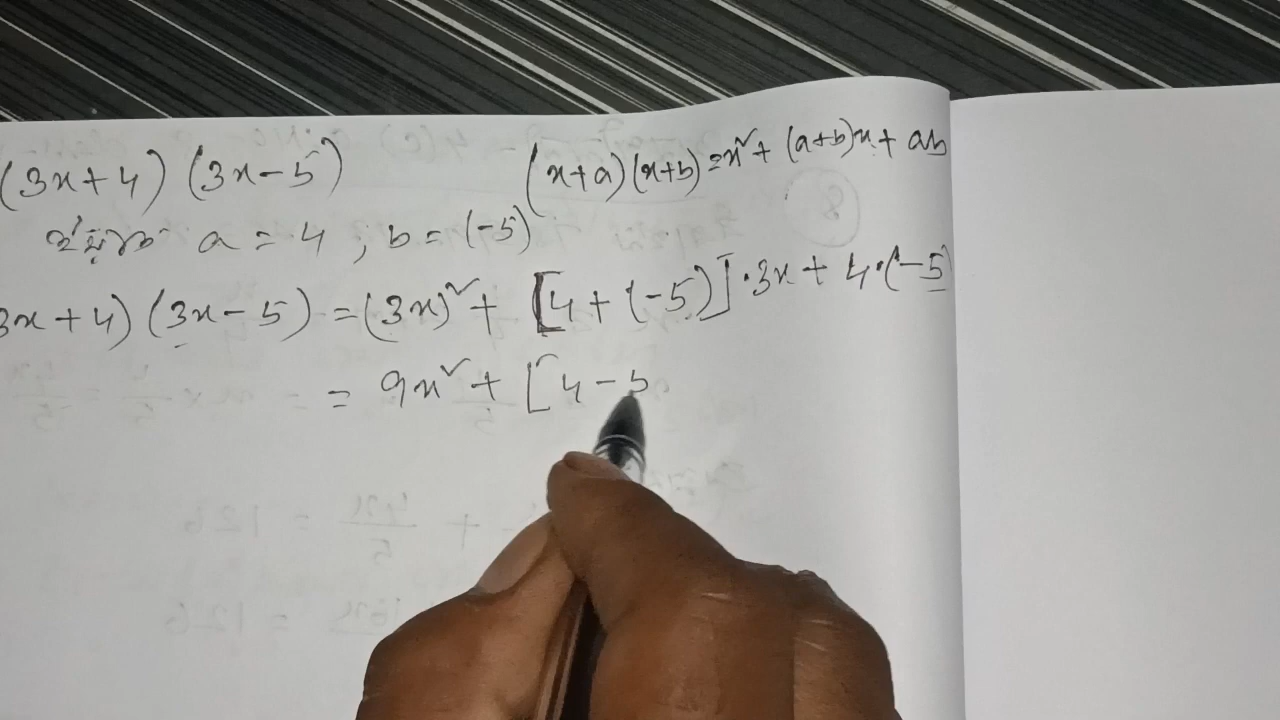 (3x+4) (3x-5) (x+a)(x+b)=x²+ (a+b)x+ ab
a = 4 , b = (-5)
3x+4) (3x-5) = (3x)² + [4+(-5)]·3x + 4·(-5)
= 9x² + [4-5